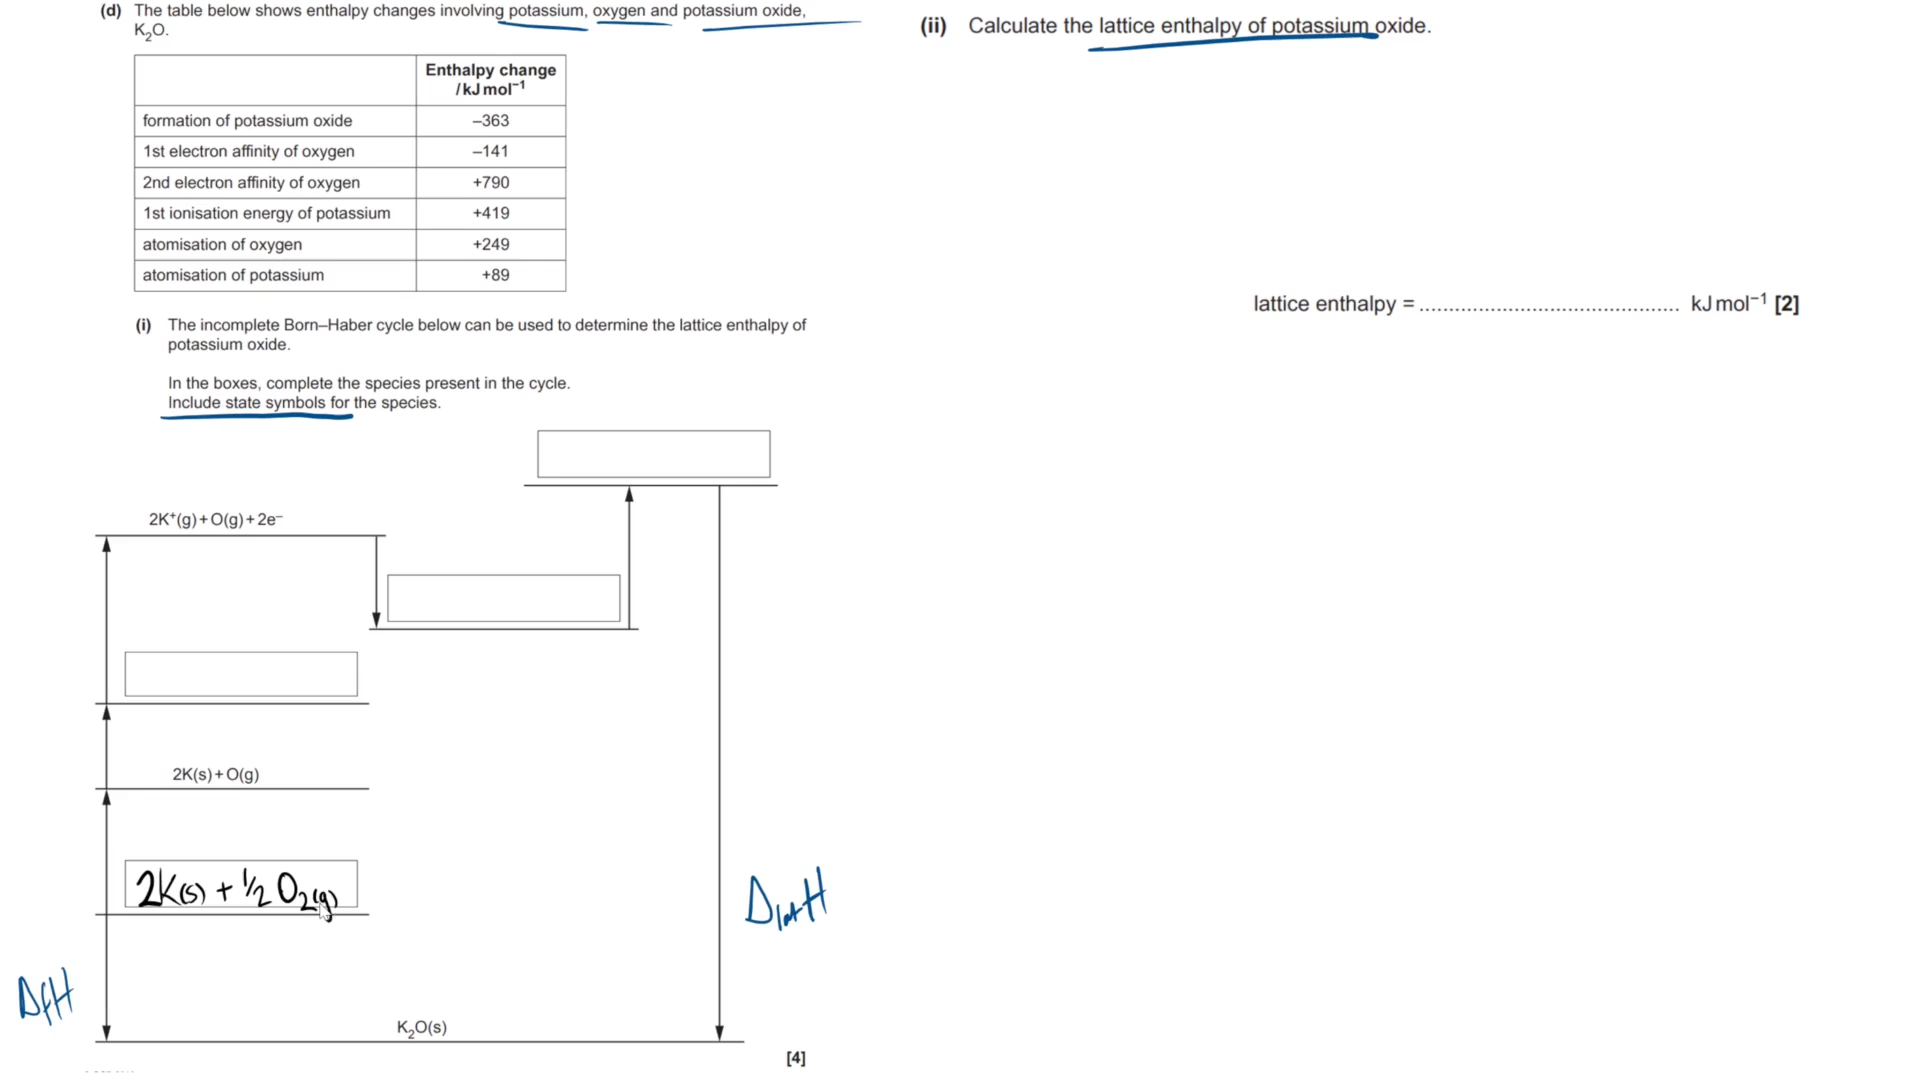 (d) The table below shows enthalpy changes involving potassium, oxygen and potassium oxide,
K₂O.
Enthalpy change
/ kJ mol⁻¹
formation of potassium oxide –363
1st electron affinity of oxygen –141
2nd electron affinity of oxygen +790
1st ionisation energy of potassium +419
atomisation of oxygen +249
atomisation of potassium +89
(i) The incomplete Born–Haber cycle below can be used to determine the lattice enthalpy of
potassium oxide.
In the boxes, complete the species present in the cycle.
Include state symbols for the species.
2K⁺(g) + O(g) + 2e⁻
2K(s) + O(g)
2K(s) + ½ O₂(g)
ΔfH
ΔlatH
K₂O(s)
[4]
(ii) Calculate the lattice enthalpy of potassium oxide.
lattice enthalpy = ............................................ kJ mol⁻¹ [2]